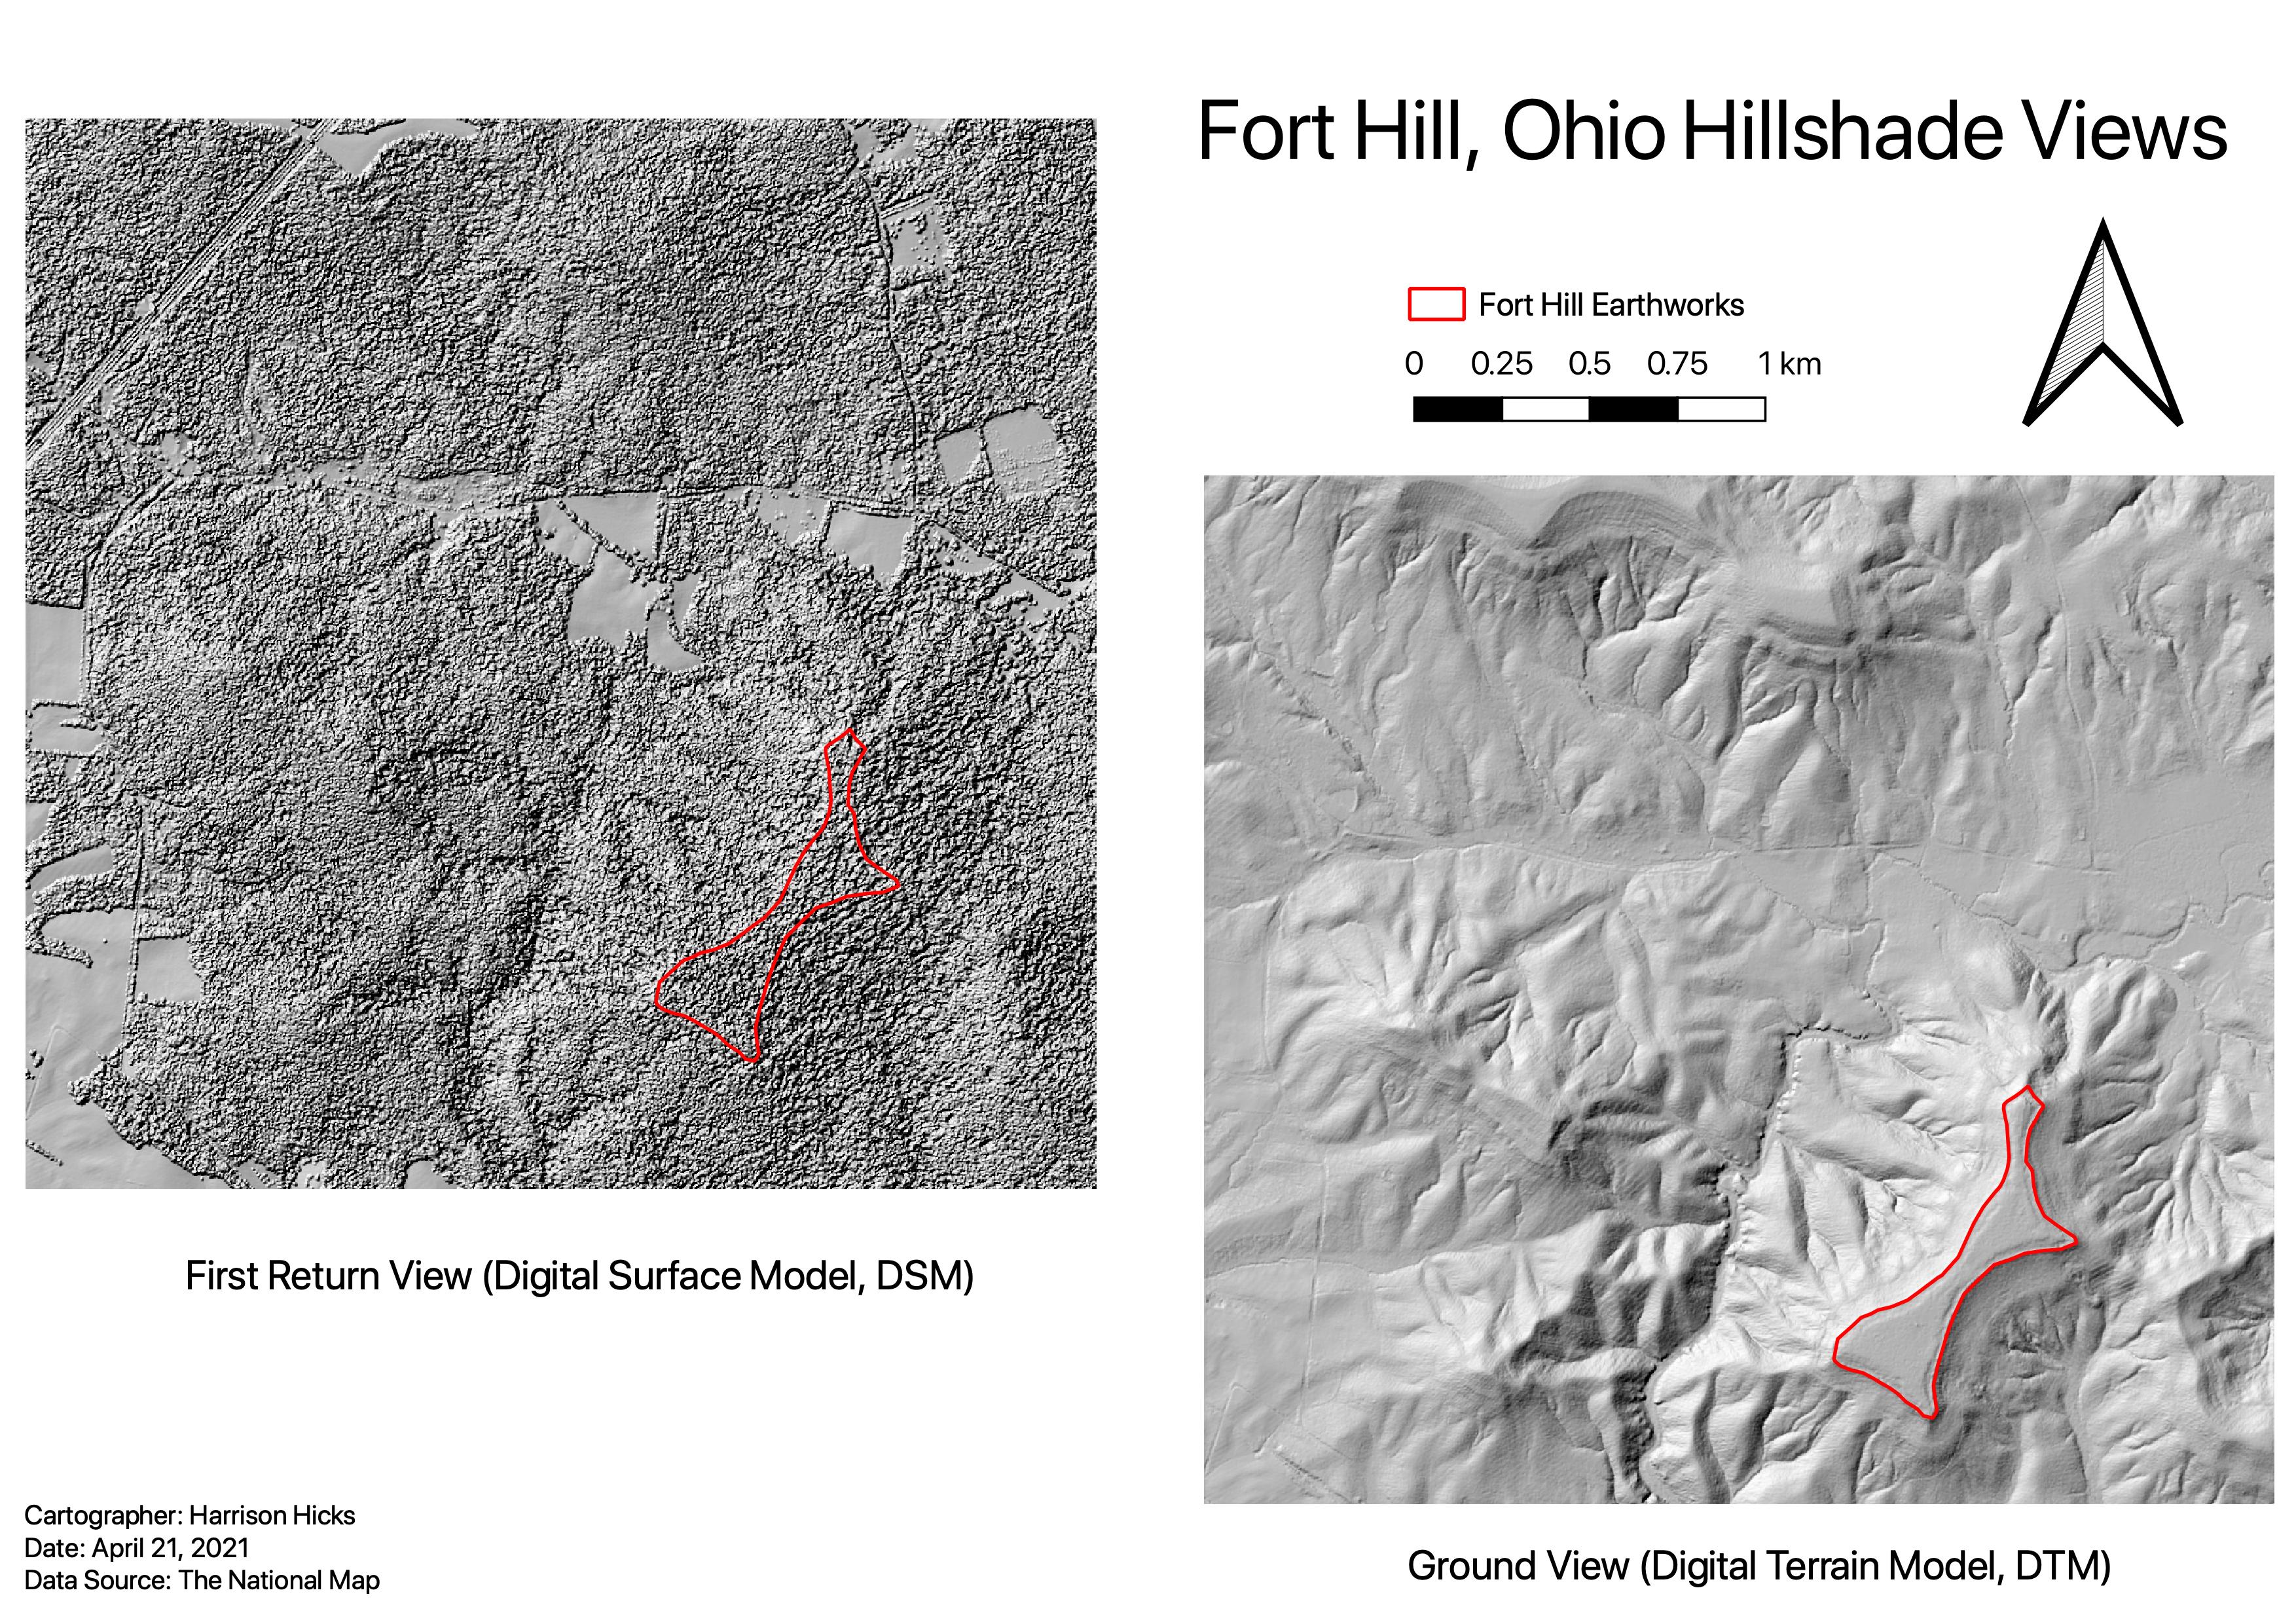 Fort Hill, Ohio Hillshade Views
Fort Hill Earthworks
0 0.25 0.5 0.75 1 km
First Return View (Digital Surface Model, DSM)
Ground View (Digital Terrain Model, DTM)
Cartographer: Harrison Hicks
Date: April 21, 2021
Data Source: The National Map